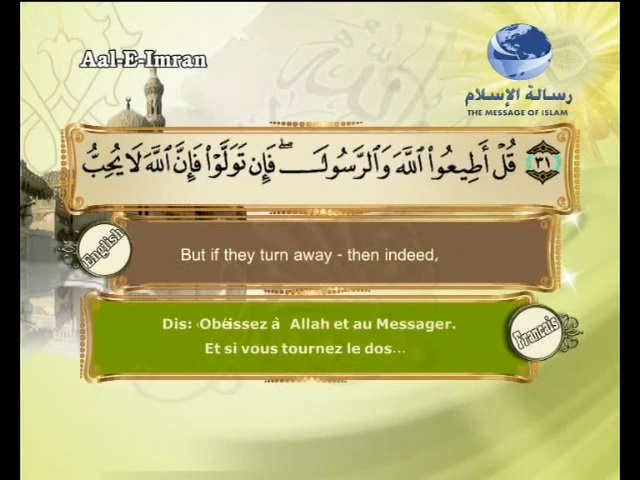 Aal-E-Imran
رسالة الإسلام
THE MESSAGE OF ISLAM
٣١ قُلْ أَطِيعُوا۟ ٱللَّهَ وَٱلرَّسُولَ ۖ فَإِن تَوَلَّوْا۟ فَإِنَّ ٱللَّهَ لَا يُحِبُّ
English
But if they turn away - then indeed,
Dis: «Obéissez à Allah et au Messager.
Et si vous tournez le dos...
Francais